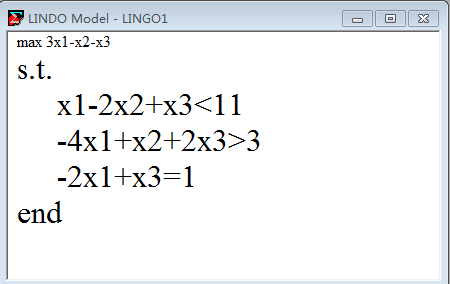 LINDO Model - LINGO1
max 3x1-x2-x3
s.t.
x1-2x2+x3<11
-4x1+x2+2x3>3
-2x1+x3=1
end